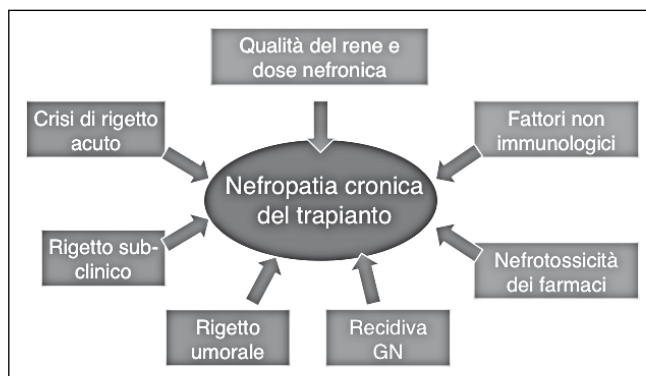 Qualità del rene e
dose nefronica
Crisi di rigetto
acuto
Fattori non
immunologici
Nefropatia cronica
del trapianto
Rigetto sub-
clinico
Nefrotossicità
dei farmaci
Rigetto
umorale
Recidiva
GN